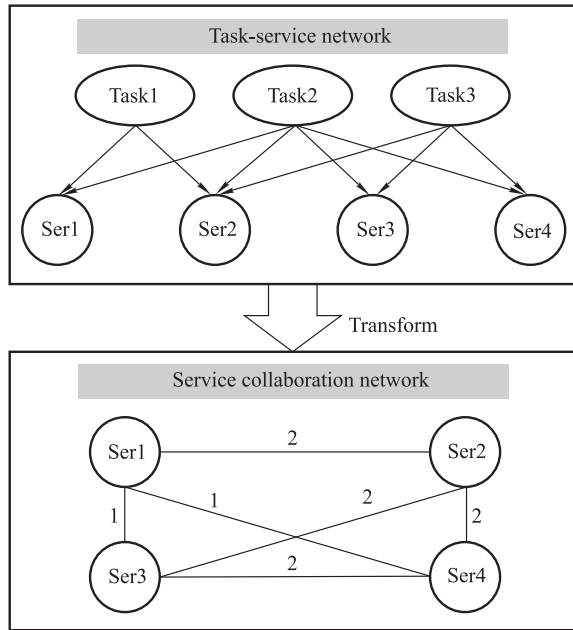 Task-service network
Task1 Task2 Task3
Ser1 Ser2 Ser3 Ser4
Transform
Service collaboration network
Ser1 2 Ser2
1 1 2 2
Ser3 2 Ser4